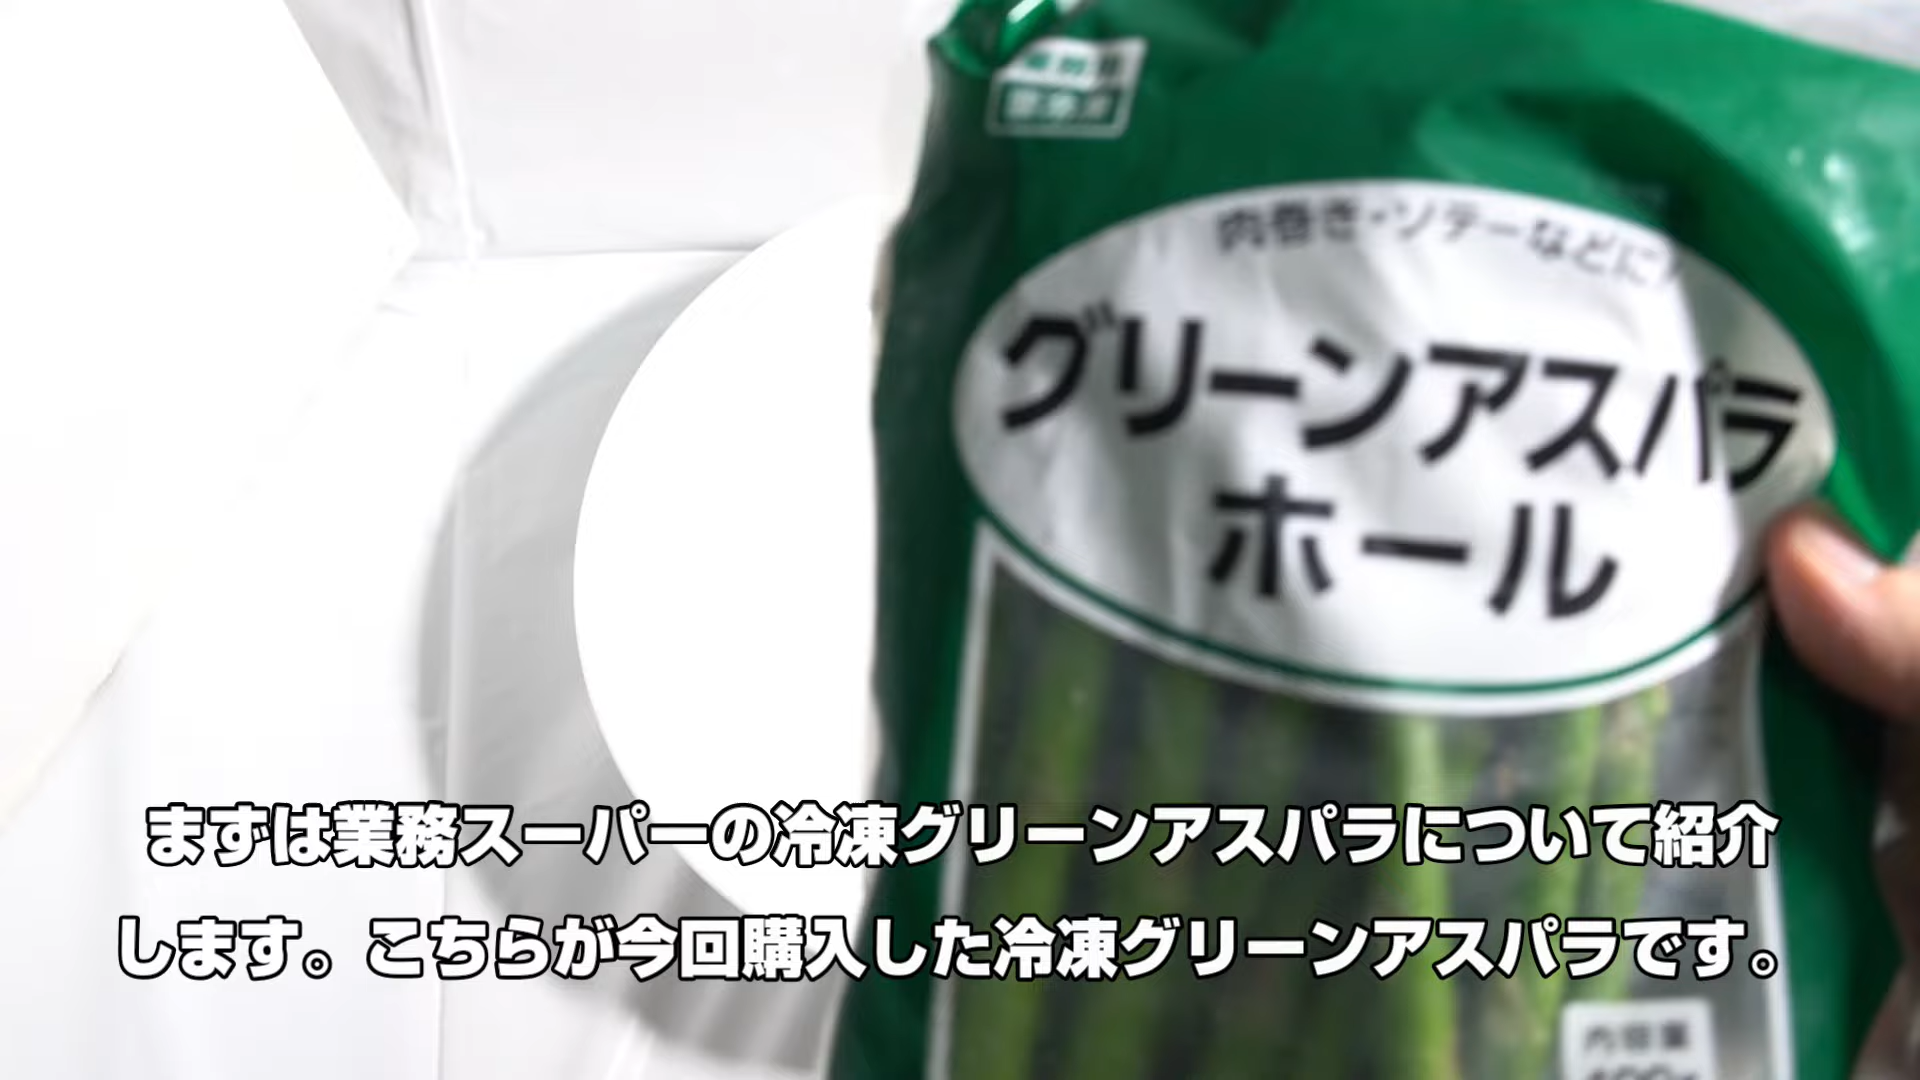 肉巻き・ソテーなどに
グリーンアスパラ
ホール
内容量
まずは業務スーパーの冷凍グリーンアスパラについて紹介
します。こちらが今回購入した冷凍グリーンアスパラです。